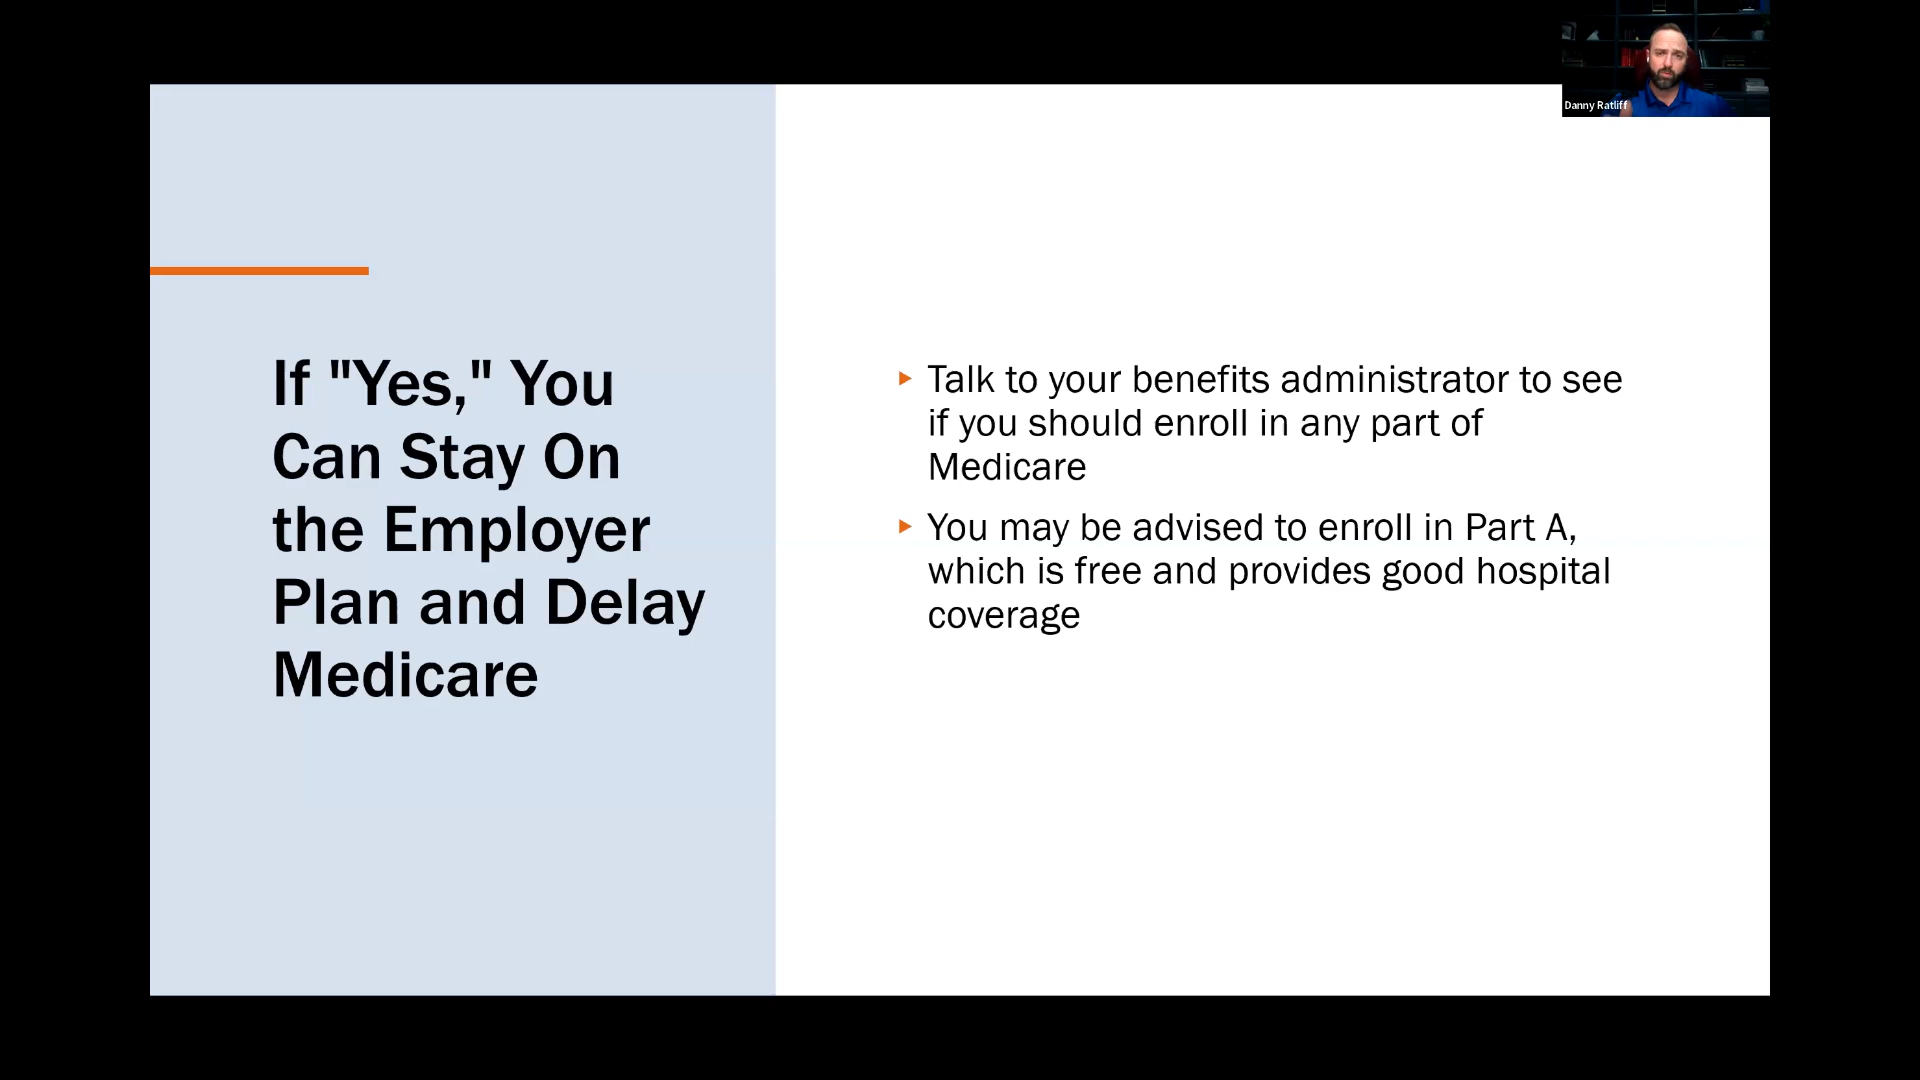 Danny Ratliff
If "Yes," You
Can Stay On
the Employer
Plan and Delay
Medicare
Talk to your benefits administrator to see
if you should enroll in any part of
Medicare
You may be advised to enroll in Part A,
which is free and provides good hospital
coverage